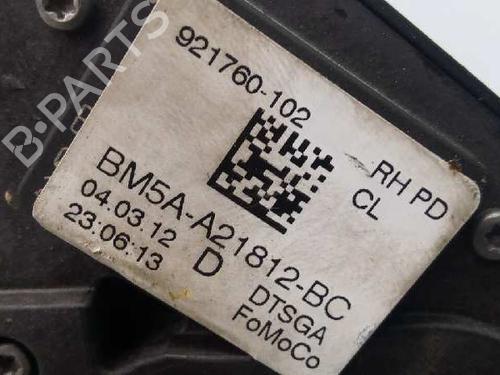 B-PARTS
921760-102
RH PD
CL
BM5A-A21812-BC
04.03.12 D
23:06:13
DTSGA
FoMoCo